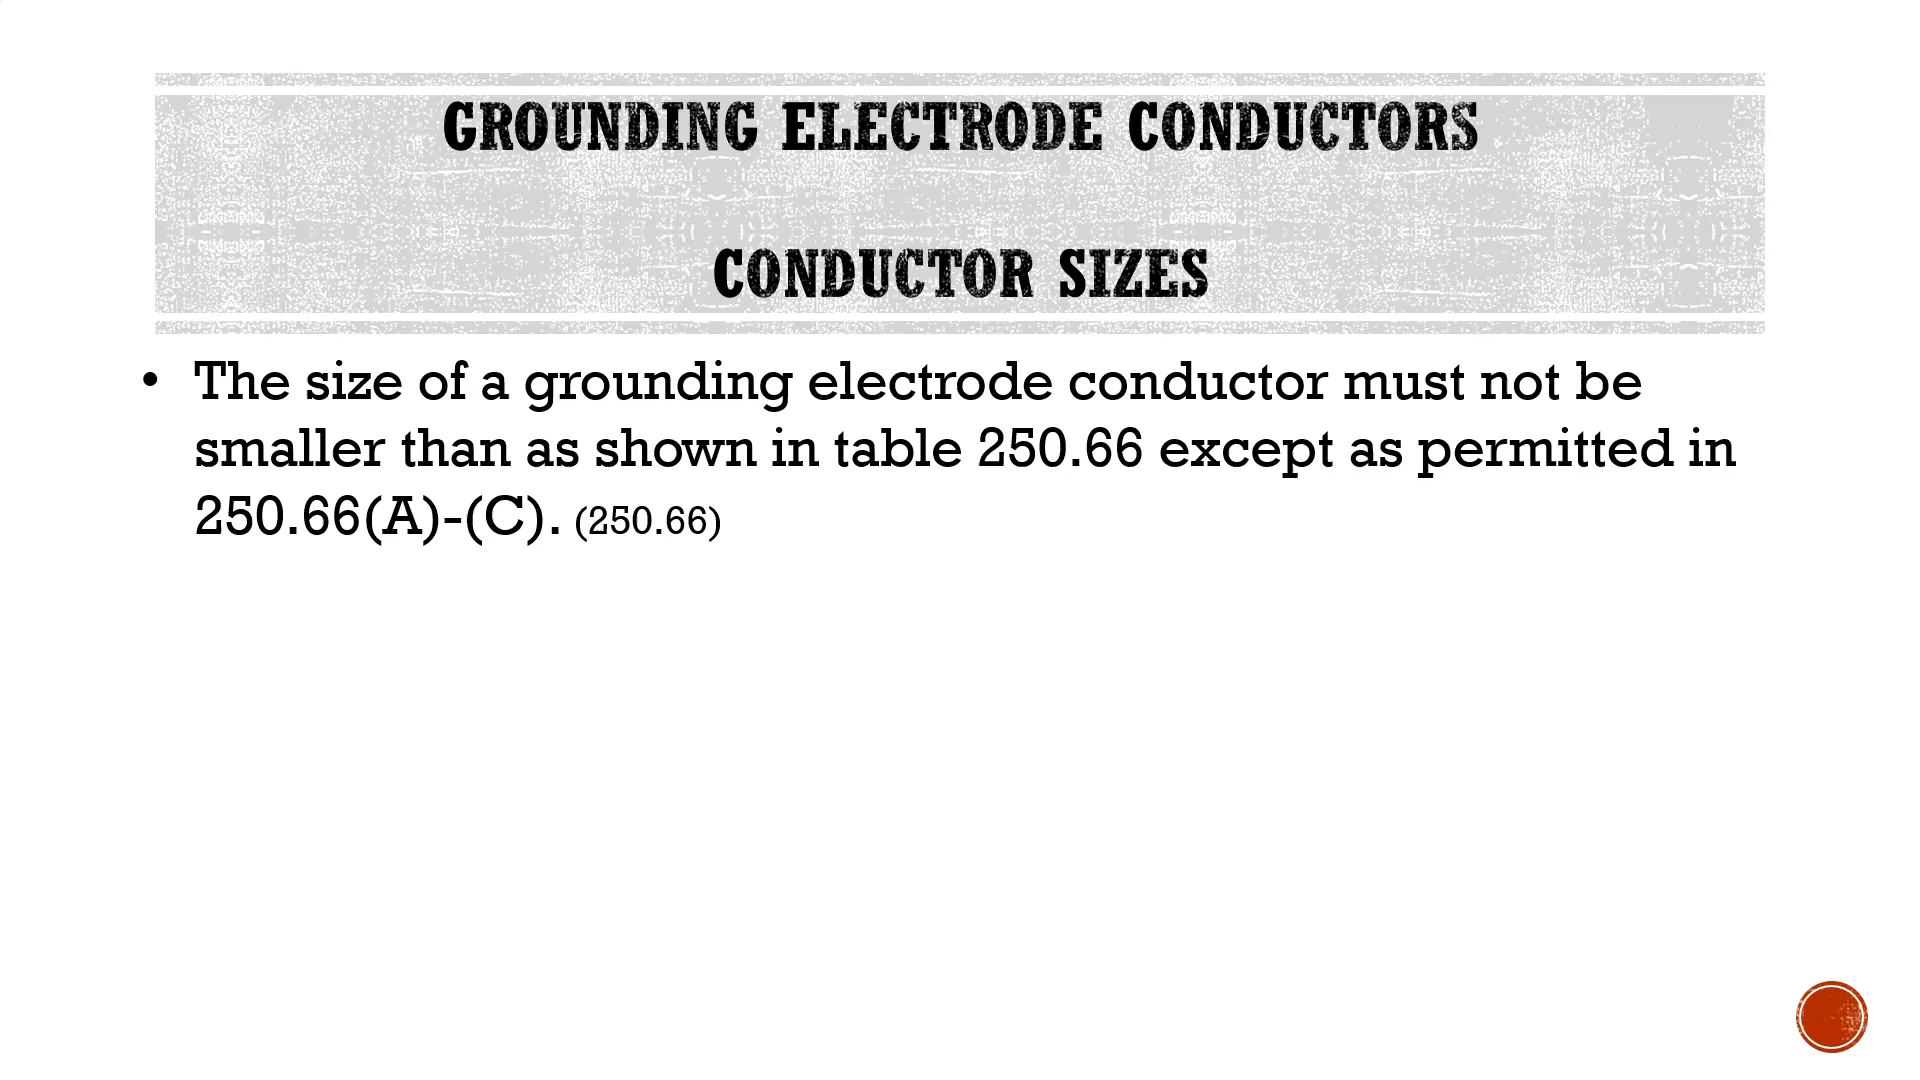 Grounding Electrode Conductors
Conductor Sizes
• The size of a grounding electrode conductor must not be
smaller than as shown in table 250.66 except as permitted in
250.66(A)-(C). (250.66)